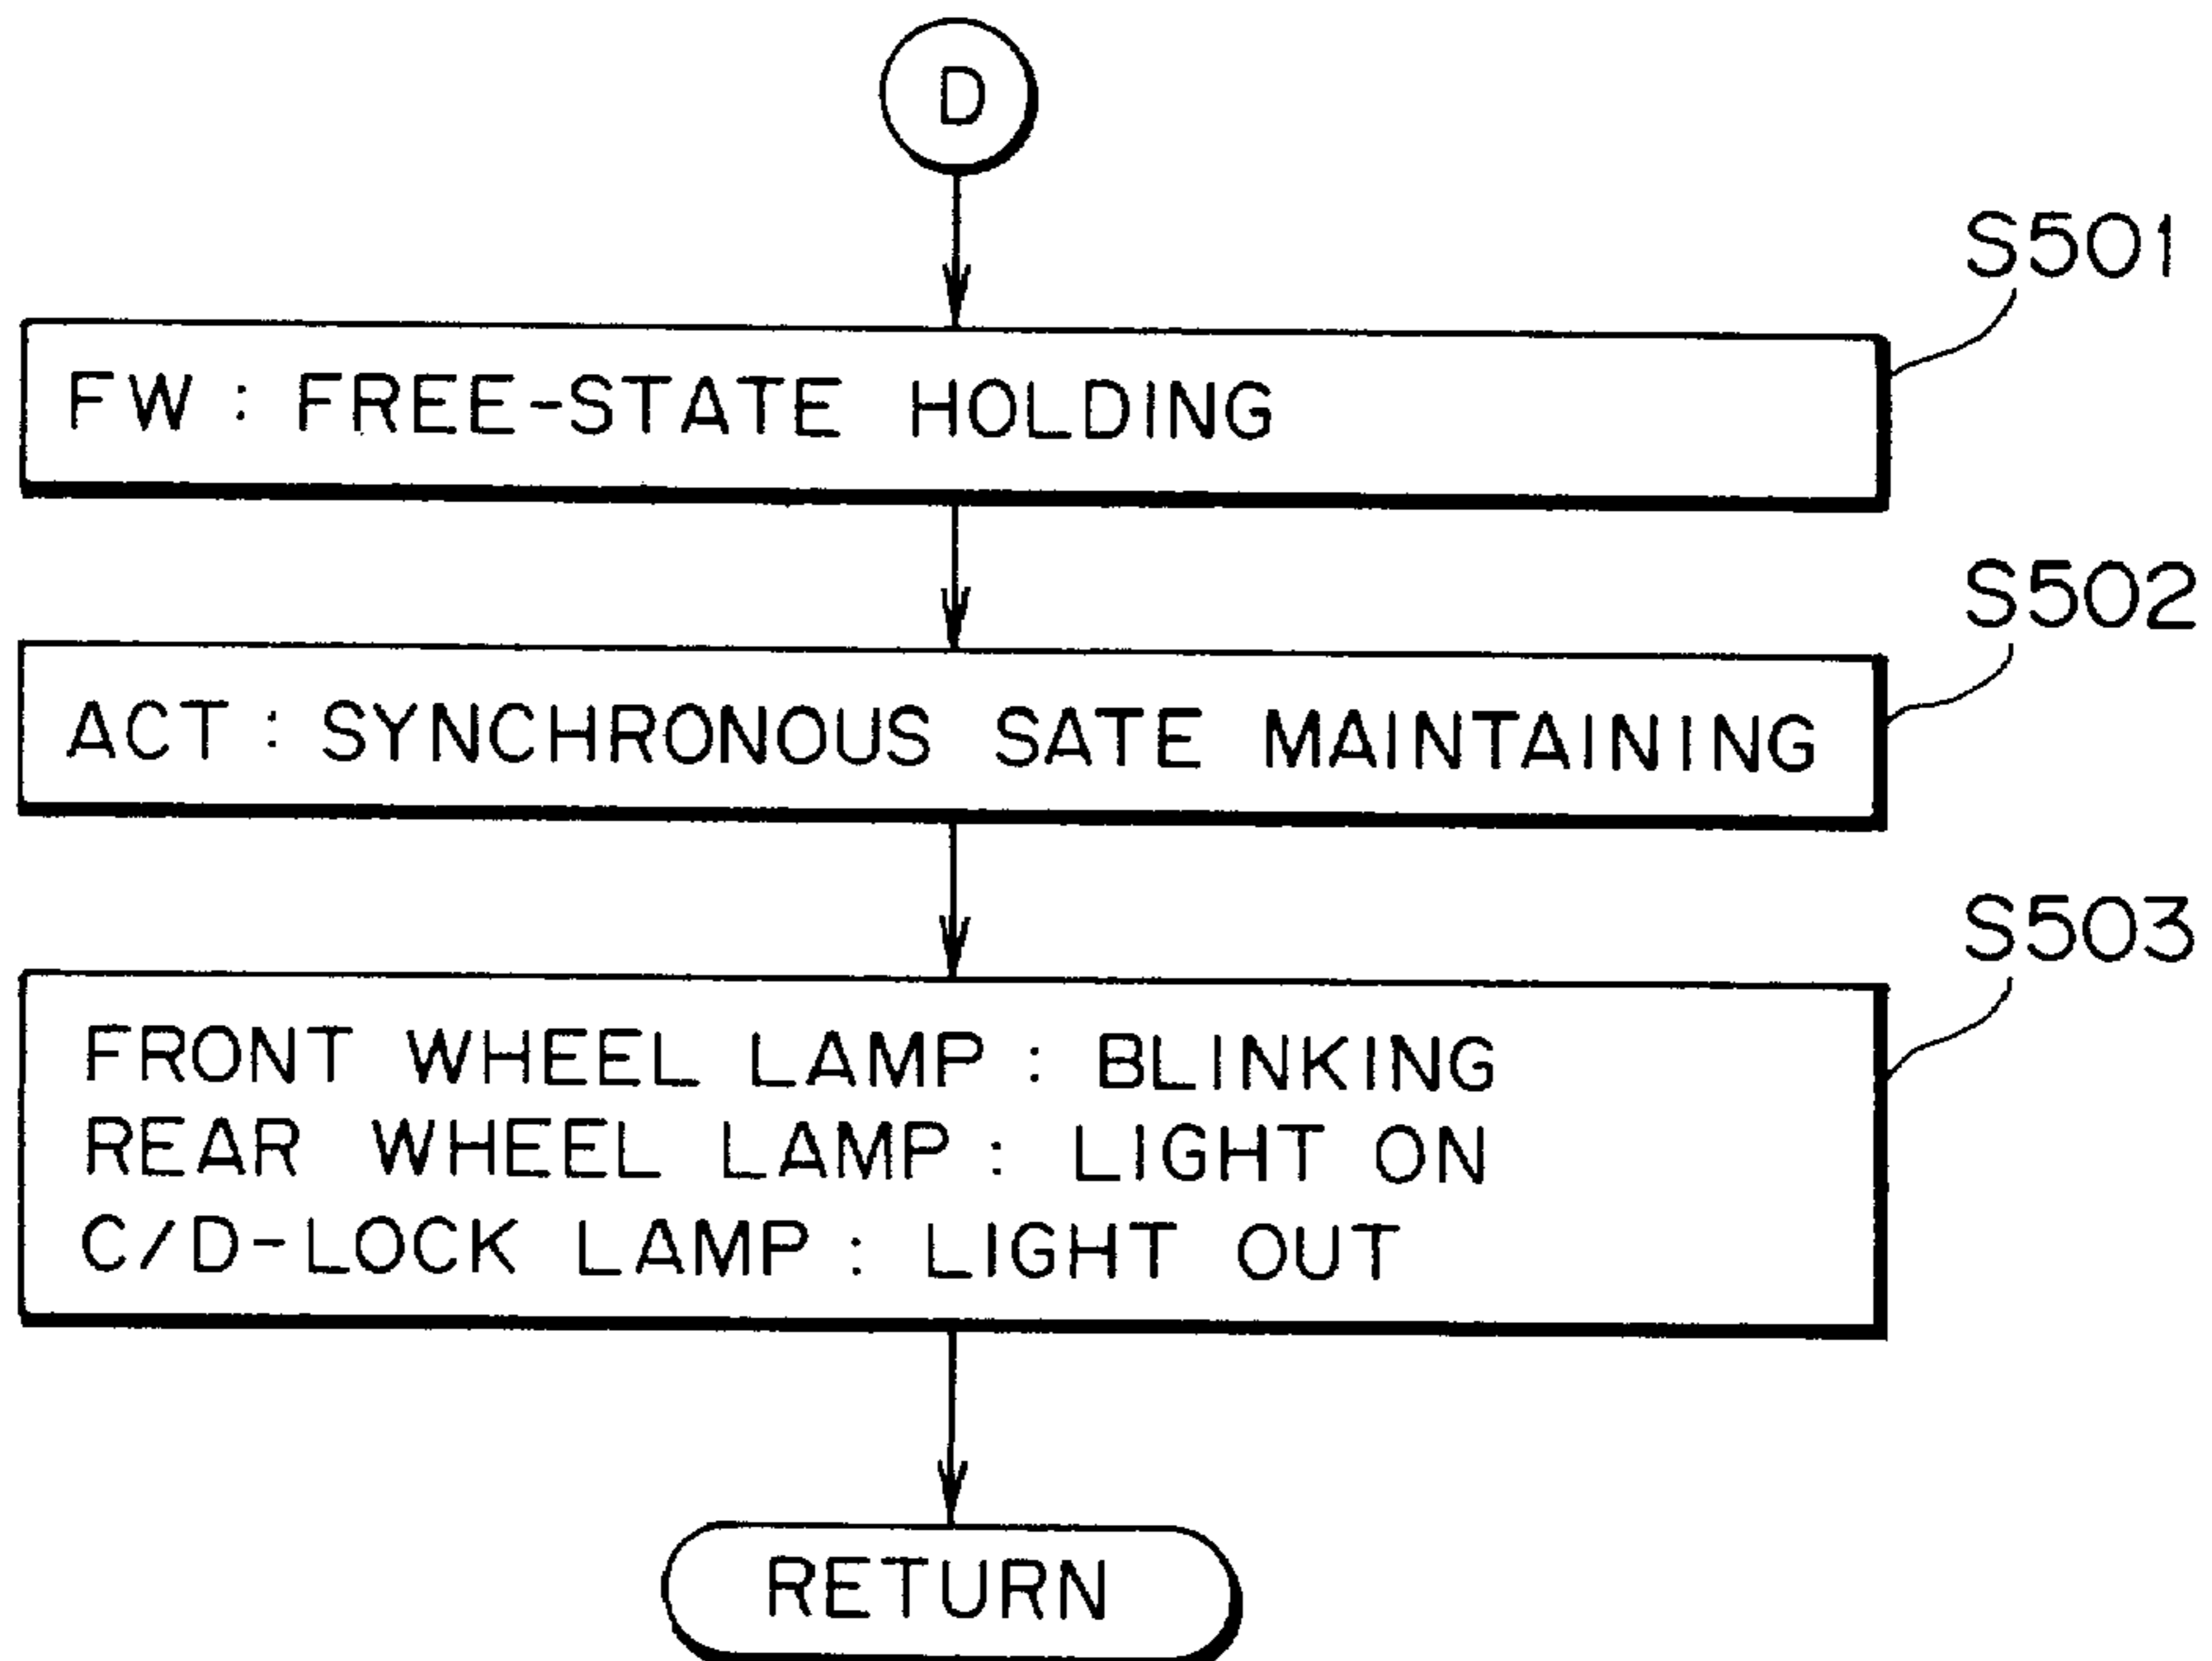 D
S501
FW : FREE-STATE HOLDING
S502
ACT : SYNCHRONOUS SATE MAINTAINING
S503
FRONT WHEEL LAMP : BLINKING
REAR WHEEL LAMP : LIGHT ON
C/D-LOCK LAMP : LIGHT OUT
RETURN